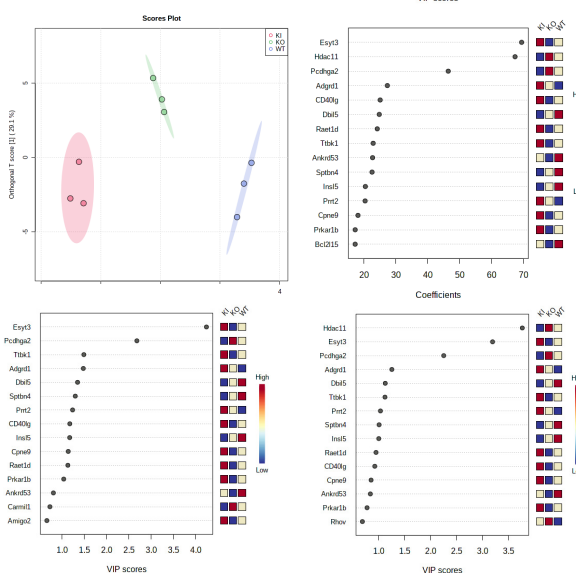 VIP scores
Scores Plot
KI
KO
WT
Orthogonal T score [1] ( 29.1 %)
5
0
-5
4
KI KO WT
Esyt3
Hdac11
Pcdhga2
Adgrd1
CD40lg
Dbil5
Raet1d
Ttbk1
Ankrd53
Sptbn4
Insl5
Prrt2
Cpne9
Prkar1b
Bcl2l15
20 30 40 50 60 70
Coefficients
H
L
KI KO WT
Esyt3
Pcdhga2
Ttbk1
Adgrd1
Dbil5
Sptbn4
Prrt2
CD40lg
Insl5
Cpne9
Raet1d
Prkar1b
Ankrd53
Carmil1
Amigo2
1.0 1.5 2.0 2.5 3.0 3.5 4.0
VIP scores
High
Low
KI KO WT
Hdac11
Esyt3
Pcdhga2
Adgrd1
Dbil5
Ttbk1
Prrt2
Sptbn4
Insl5
Raet1d
CD40lg
Cpne9
Ankrd53
Prkar1b
Rhov
1.0 1.5 2.0 2.5 3.0 3.5
VIP scores
H
L